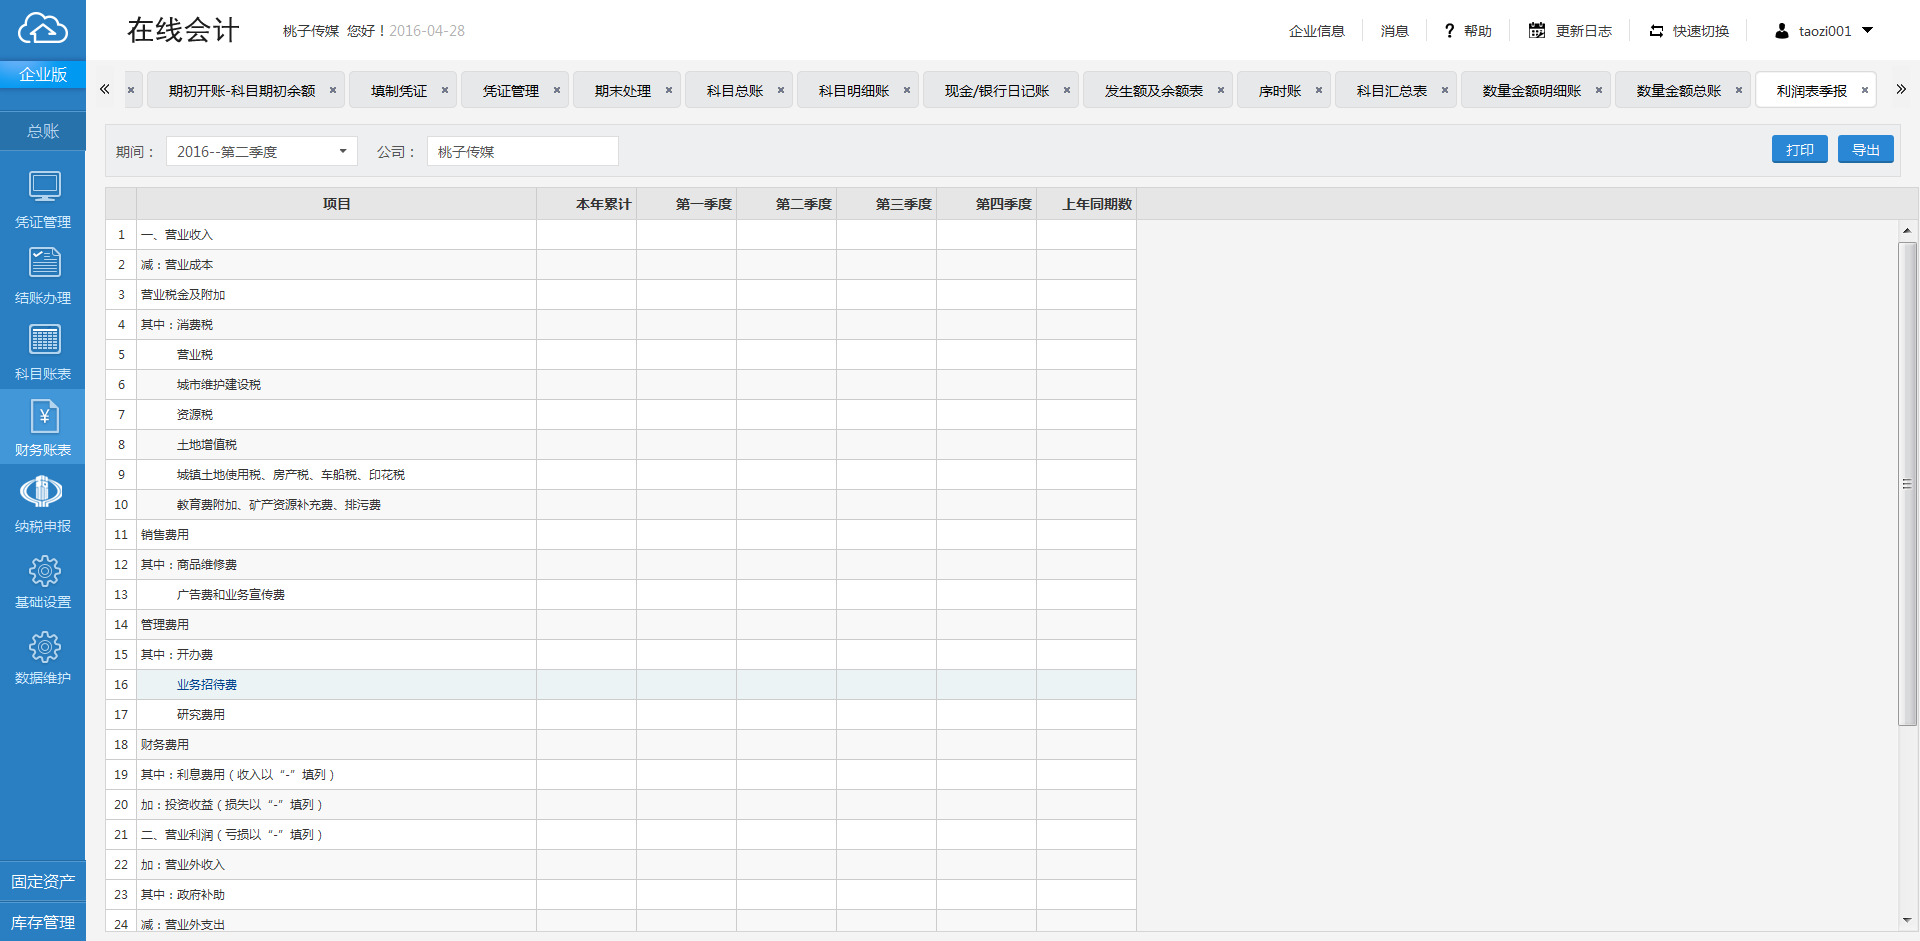 在线会计 桃子传媒 您好！2016-04-28 企业信息 消息 ? 帮助 更新日志 快速切换 taozi001
企业版
« × 期初开账-科目期初余额 × 填制凭证 × 凭证管理 × 期末处理 × 科目总账 × 科目明细账 × 现金/银行日记账 × 发生额及余额表 × 序时账 × 科目汇总表 × 数量金额明细账 × 数量金额总账 × 利润表季报 × »
总账
凭证管理
结账办理
科目账表
¥
财务账表
纳税申报
基础设置
数据维护
固定资产
库存管理
期间： 2016--第二季度 公司： 桃子传媒 打印 导出
项目 本年累计 第一季度 第二季度 第三季度 第四季度 上年同期数
1 一、营业收入
2 减：营业成本
3 营业税金及附加
4 其中：消费税
5 营业税
6 城市维护建设税
7 资源税
8 土地增值税
9 城镇土地使用税、房产税、车船税、印花税
10 教育费附加、矿产资源补充费、排污费
11 销售费用
12 其中：商品维修费
13 广告费和业务宣传费
14 管理费用
15 其中：开办费
16 业务招待费
17 研究费用
18 财务费用
19 其中：利息费用（收入以“-”填列）
20 加：投资收益（损失以“-”填列）
21 二、营业利润（亏损以“-”填列）
22 加：营业外收入
23 其中：政府补助
24 减：营业外支出